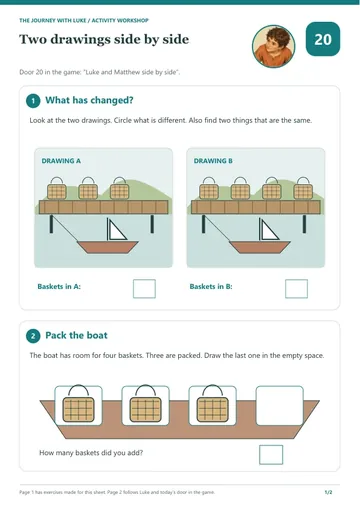 THE JOURNEY WITH LUKE / ACTIVITY WORKSHOP
Two drawings side by side
20
Door 20 in the game: "Luke and Matthew side by side".
1 What has changed?
Look at the two drawings. Circle what is different. Also find two things that are the same.
DRAWING A
DRAWING B
Baskets in A:
Baskets in B:
2 Pack the boat
The boat has room for four baskets. Three are packed. Draw the last one in the empty space.
How many baskets did you add?
Page 1 has exercises made for this sheet. Page 2 follows Luke and today's door in the game.
1/2